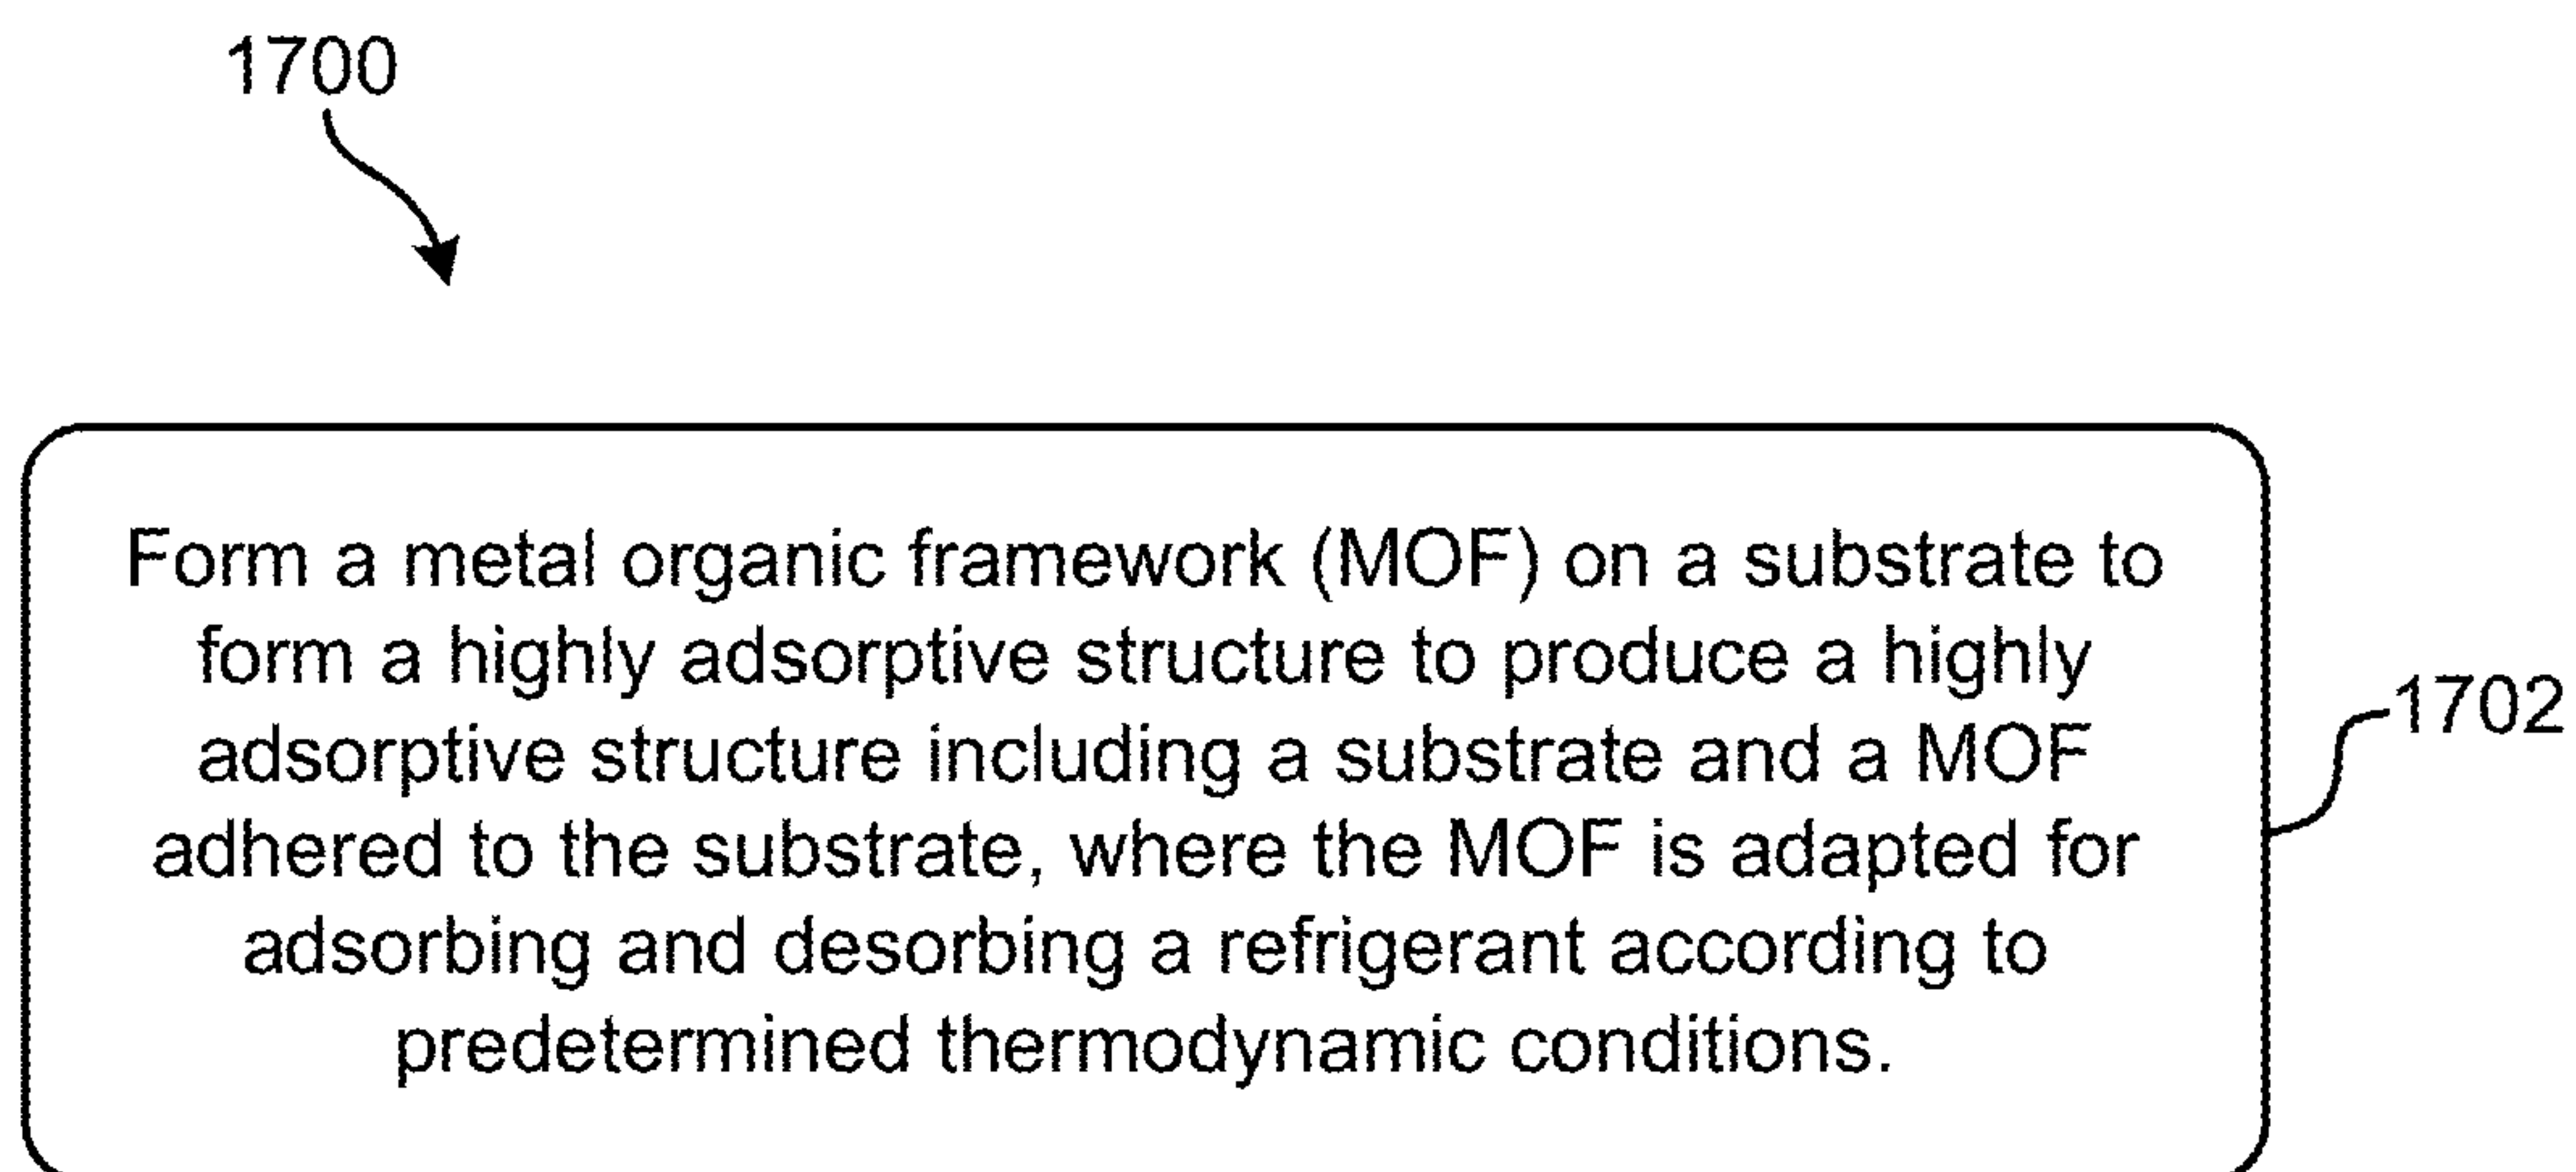 1700
Form a metal organic framework (MOF) on a substrate to
form a highly adsorptive structure to produce a highly
adsorptive structure including a substrate and a MOF
adhered to the substrate, where the MOF is adapted for
adsorbing and desorbing a refrigerant according to
predetermined thermodynamic conditions.
1702